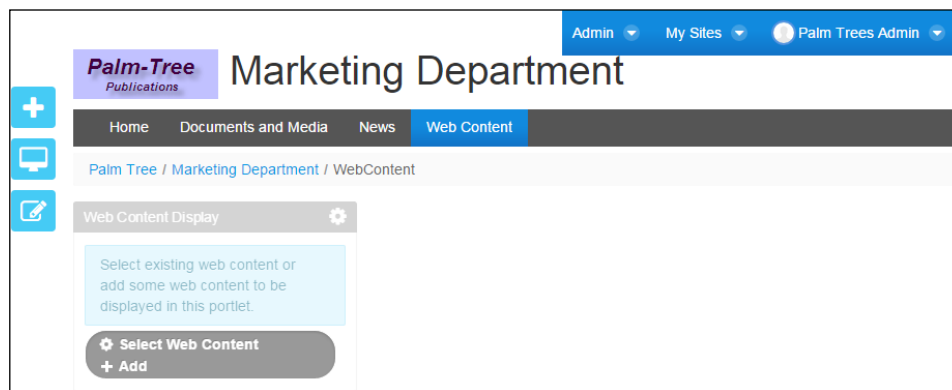 Admin My Sites Palm Trees Admin
Palm-Tree
Publications
Marketing Department
Home Documents and Media News Web Content
Palm Tree / Marketing Department / WebContent
Web Content Display
Select existing web content or
add some web content to be
displayed in this portlet.
Select Web Content
Add